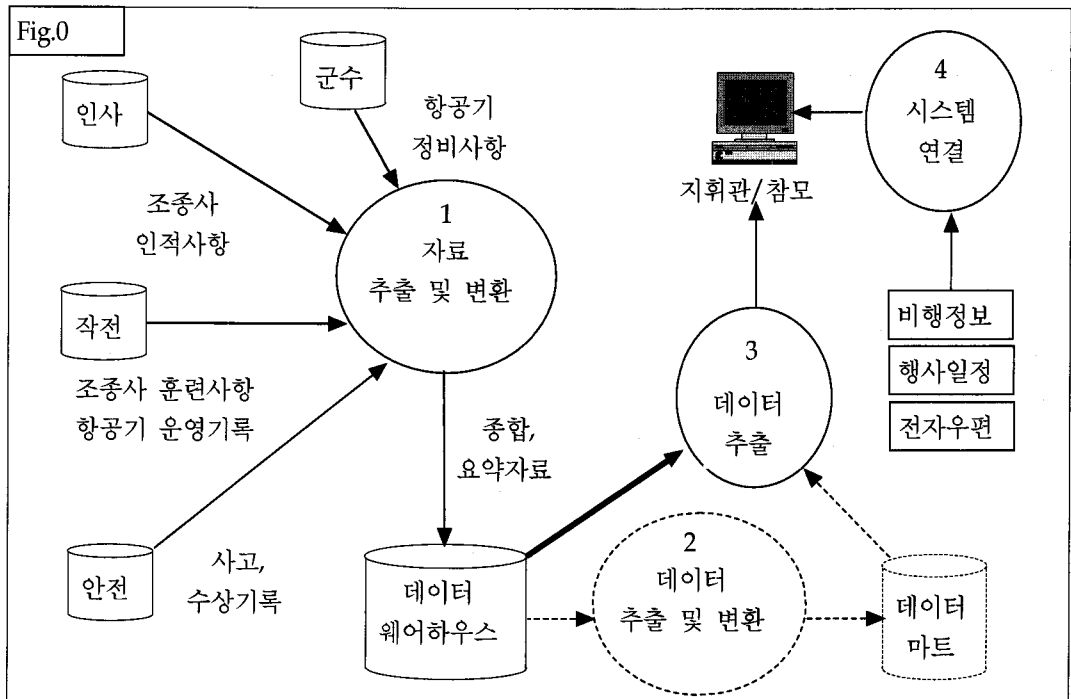 Fig.0
인사
군수
항공기
정비사항
조종사
인적사항
1
자료
추출 및 변환
작전
조종사 훈련사항
항공기 운영기록
안전
사고,
수상기록
종합,
요약자료
데이터
웨어하우스
2
데이터
추출 및 변환
데이터
마트
3
데이터
추출
지휘관/참모
4
시스템
연결
비행정보
행사일정
전자우편